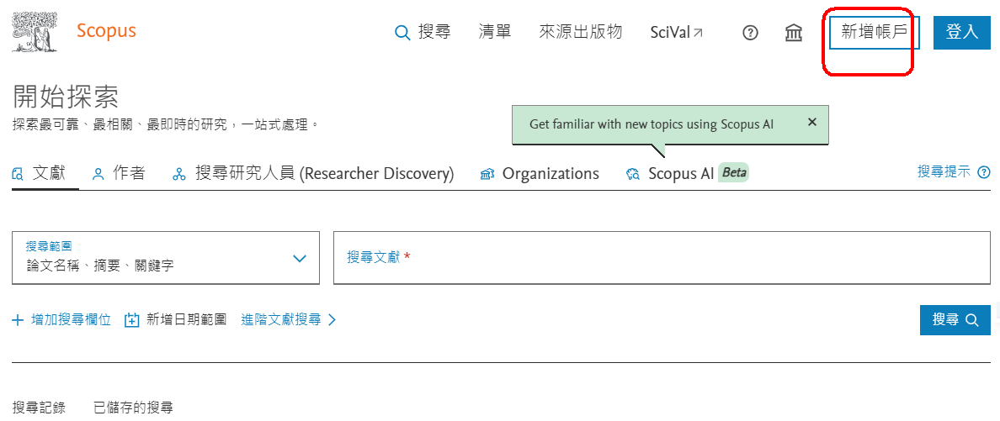 Scopus
搜尋 清單 來源出版物 SciVal 新增帳戶 登入
開始探索
探索最可靠、最相關、最即時的研究，一站式處理。
Get familiar with new topics using Scopus AI
文獻 作者 搜尋研究人員 (Researcher Discovery) Organizations Scopus AI Beta 搜尋提示
搜尋範圍
論文名稱、摘要、關鍵字
搜尋文獻 *
增加搜尋欄位 新增日期範圍 進階文獻搜尋
搜尋
搜尋記錄 已儲存的搜尋